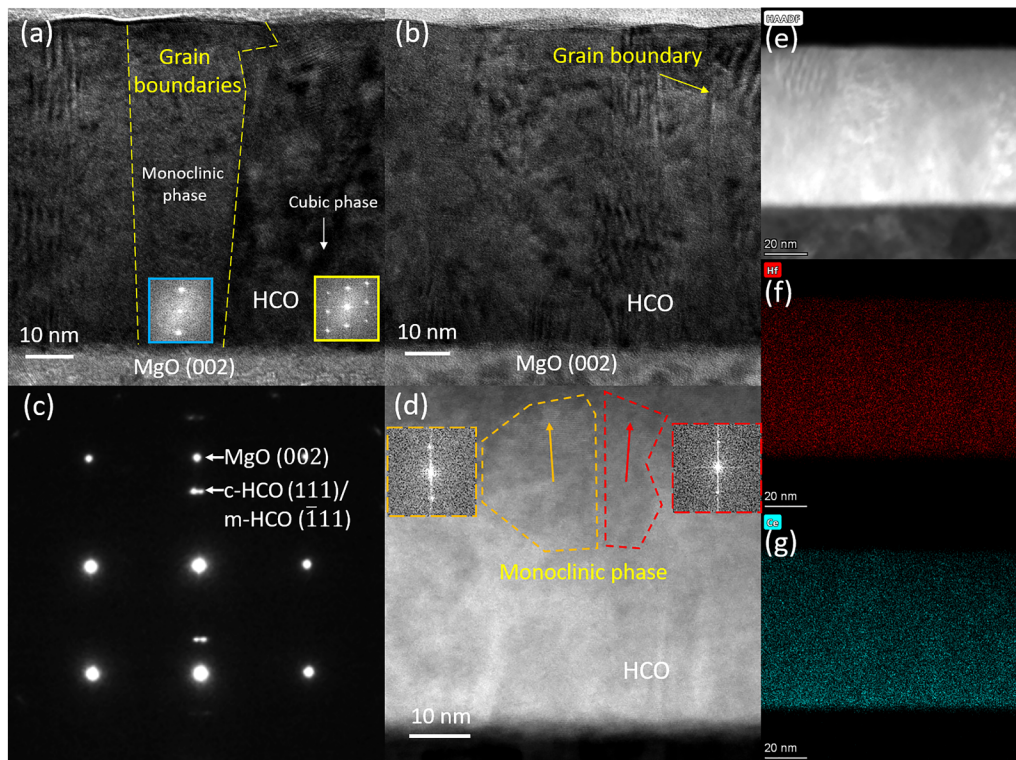 (a)
Grain
boundaries
Monoclinic
phase
Cubic phase
HCO
10 nm
MgO (002)
(b)
Grain boundary
HCO
10 nm
MgO (002)
(c)
MgO (002)
c-HCO (111)/
m-HCO (1̅11)
(d)
Monoclinic phase
HCO
10 nm
HAADF
(e)
20 nm
Hf
(f)
20 nm
Ce
(g)
20 nm